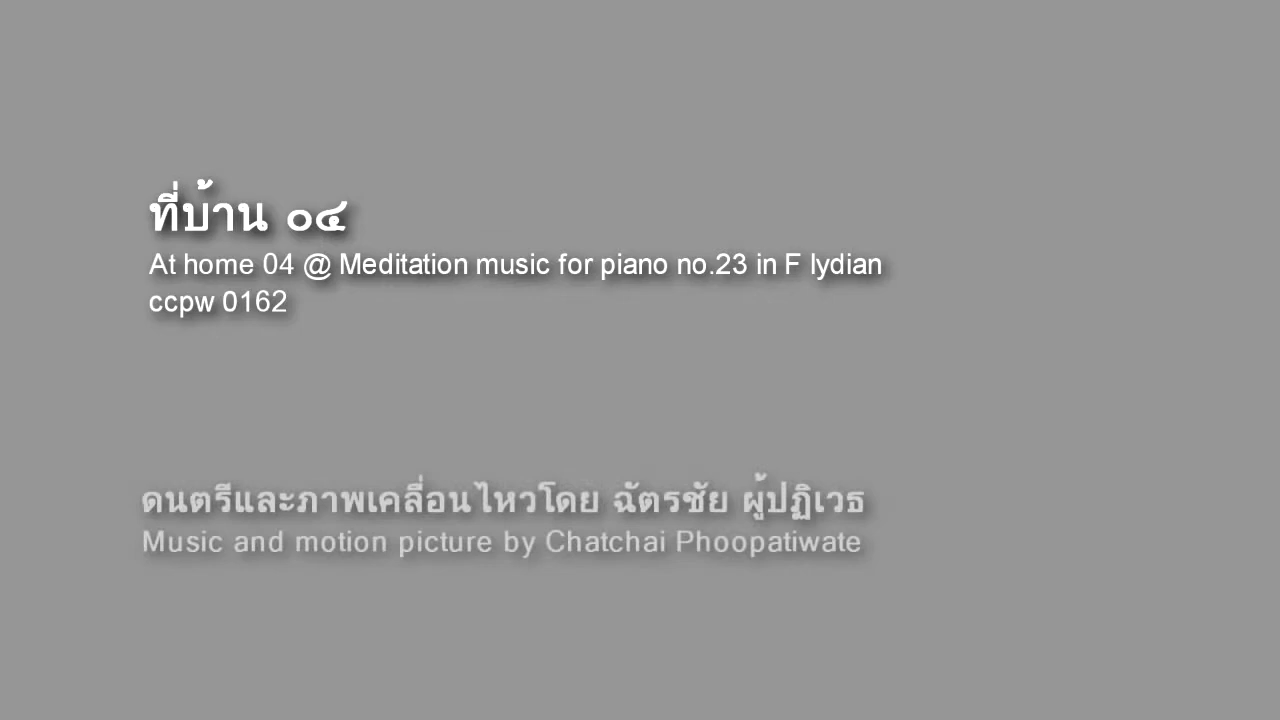 ที่บ้าน ๐๔
At home 04 @ Meditation music for piano no.23 in F lydian
ccpw 0162
ดนตรีและภาพเคลื่อนไหวโดย ฉัตรชัย ผู้ปฏิเวธ
Music and motion picture by Chatchai Phoopatiwate